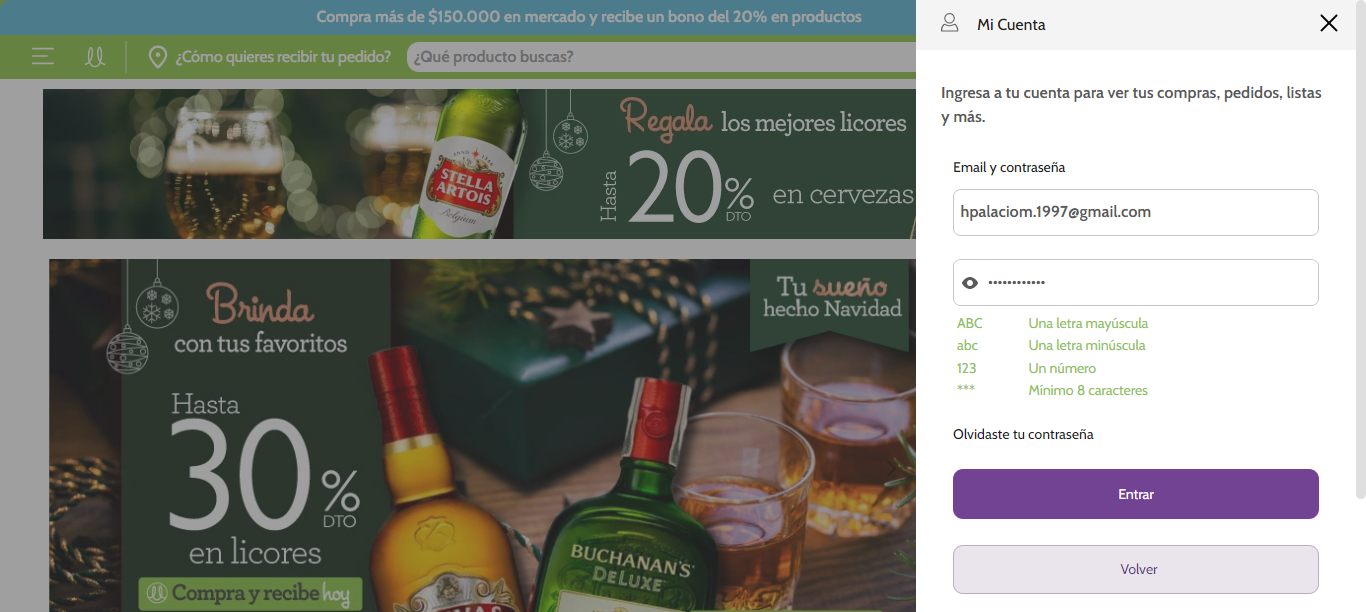 Compra más de $150.000 en mercado y recibe un bono del 20% en productos
¿Cómo quieres recibir tu pedido?
¿Qué producto buscas?
Regala los mejores licores
Hasta 20% DTO en cervezas
STELLA
ARTOIS
Belgium
Brinda
con tus favoritos
Hasta
30% DTO
en licores
Compra y recibe hoy
Tu sueño
hecho Navidad
BUCHANAN'S
DELUXE
Mi Cuenta
Ingresa a tu cuenta para ver tus compras, pedidos, listas
y más.
Email y contraseña
hpalaciom.1997@gmail.com
••••••••••••
ABC Una letra mayúscula
abc Una letra minúscula
123 Un número
*** Mínimo 8 caracteres
Olvidaste tu contraseña
Entrar
Volver